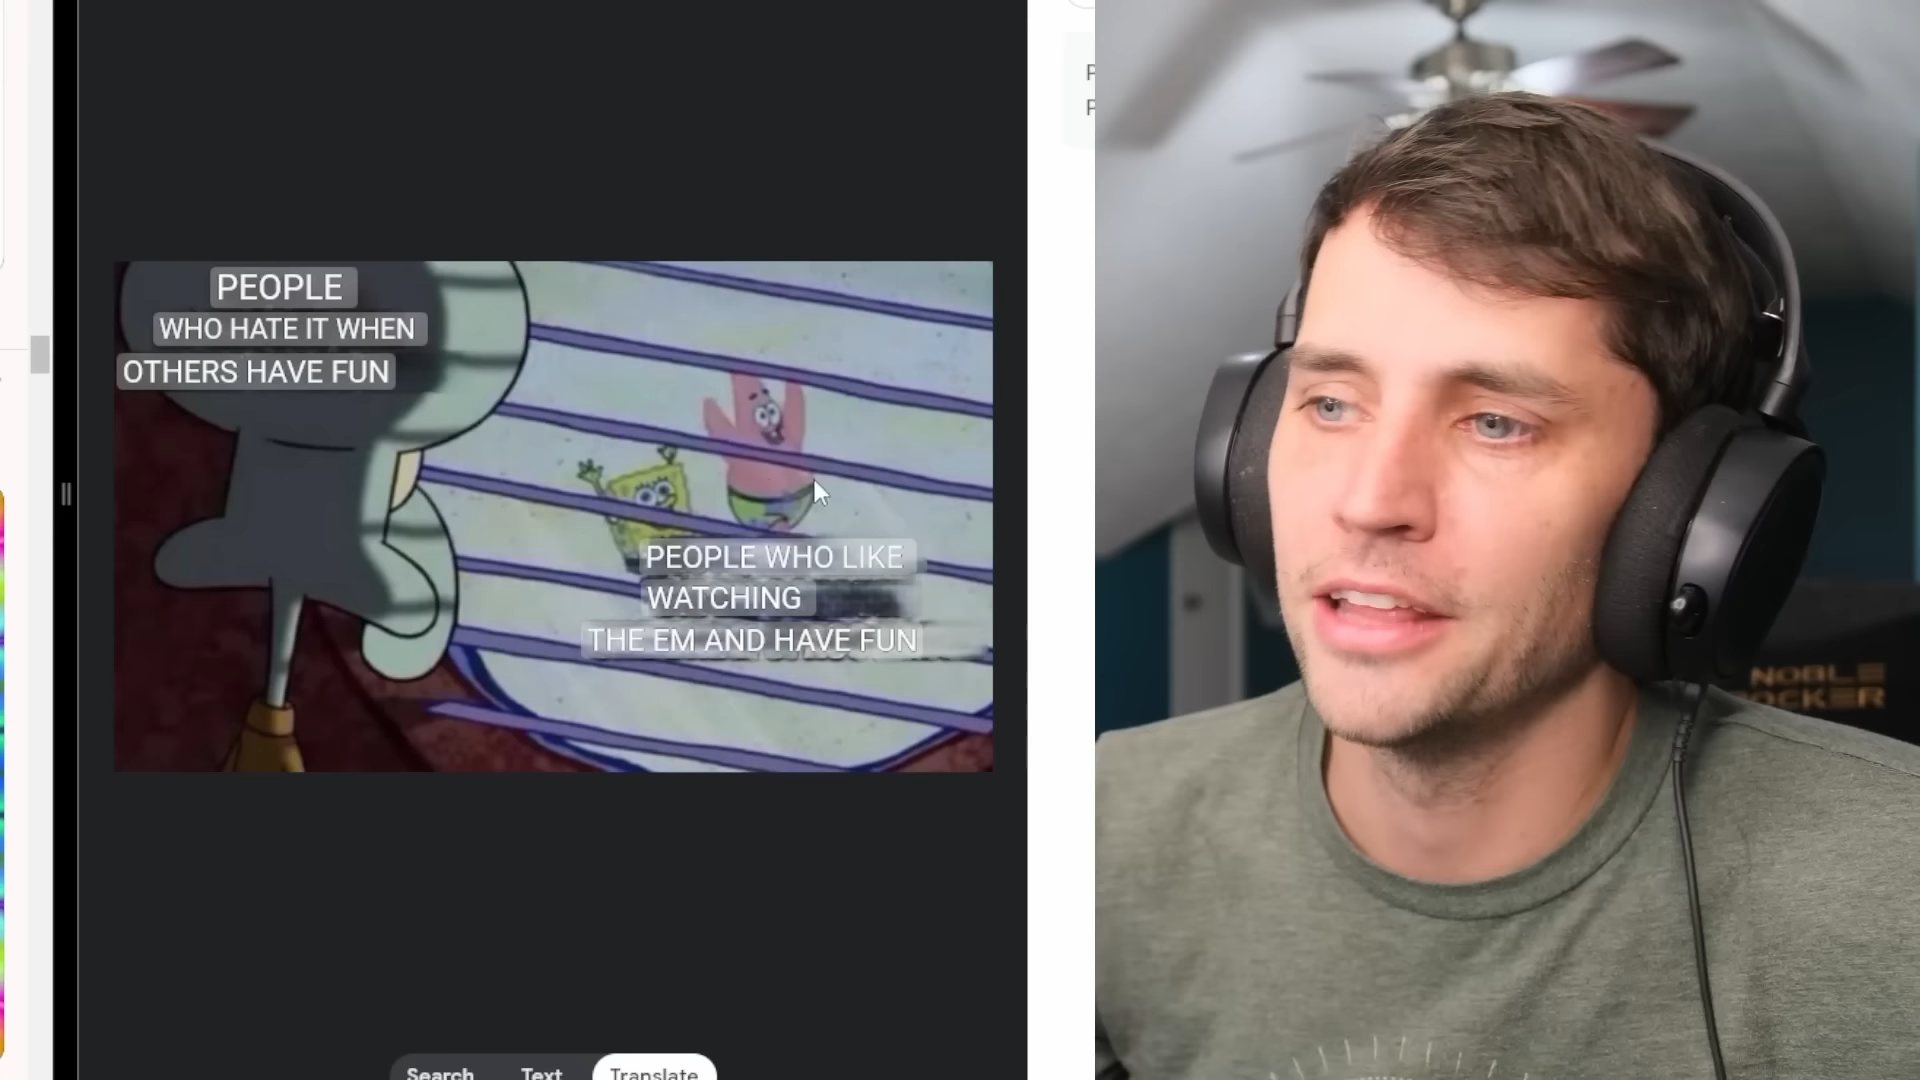 PEOPLE
WHO HATE IT WHEN
OTHERS HAVE FUN
PEOPLE WHO LIKE
WATCHING
THE EM AND HAVE FUN
Search
Text
Translate
NOBLE